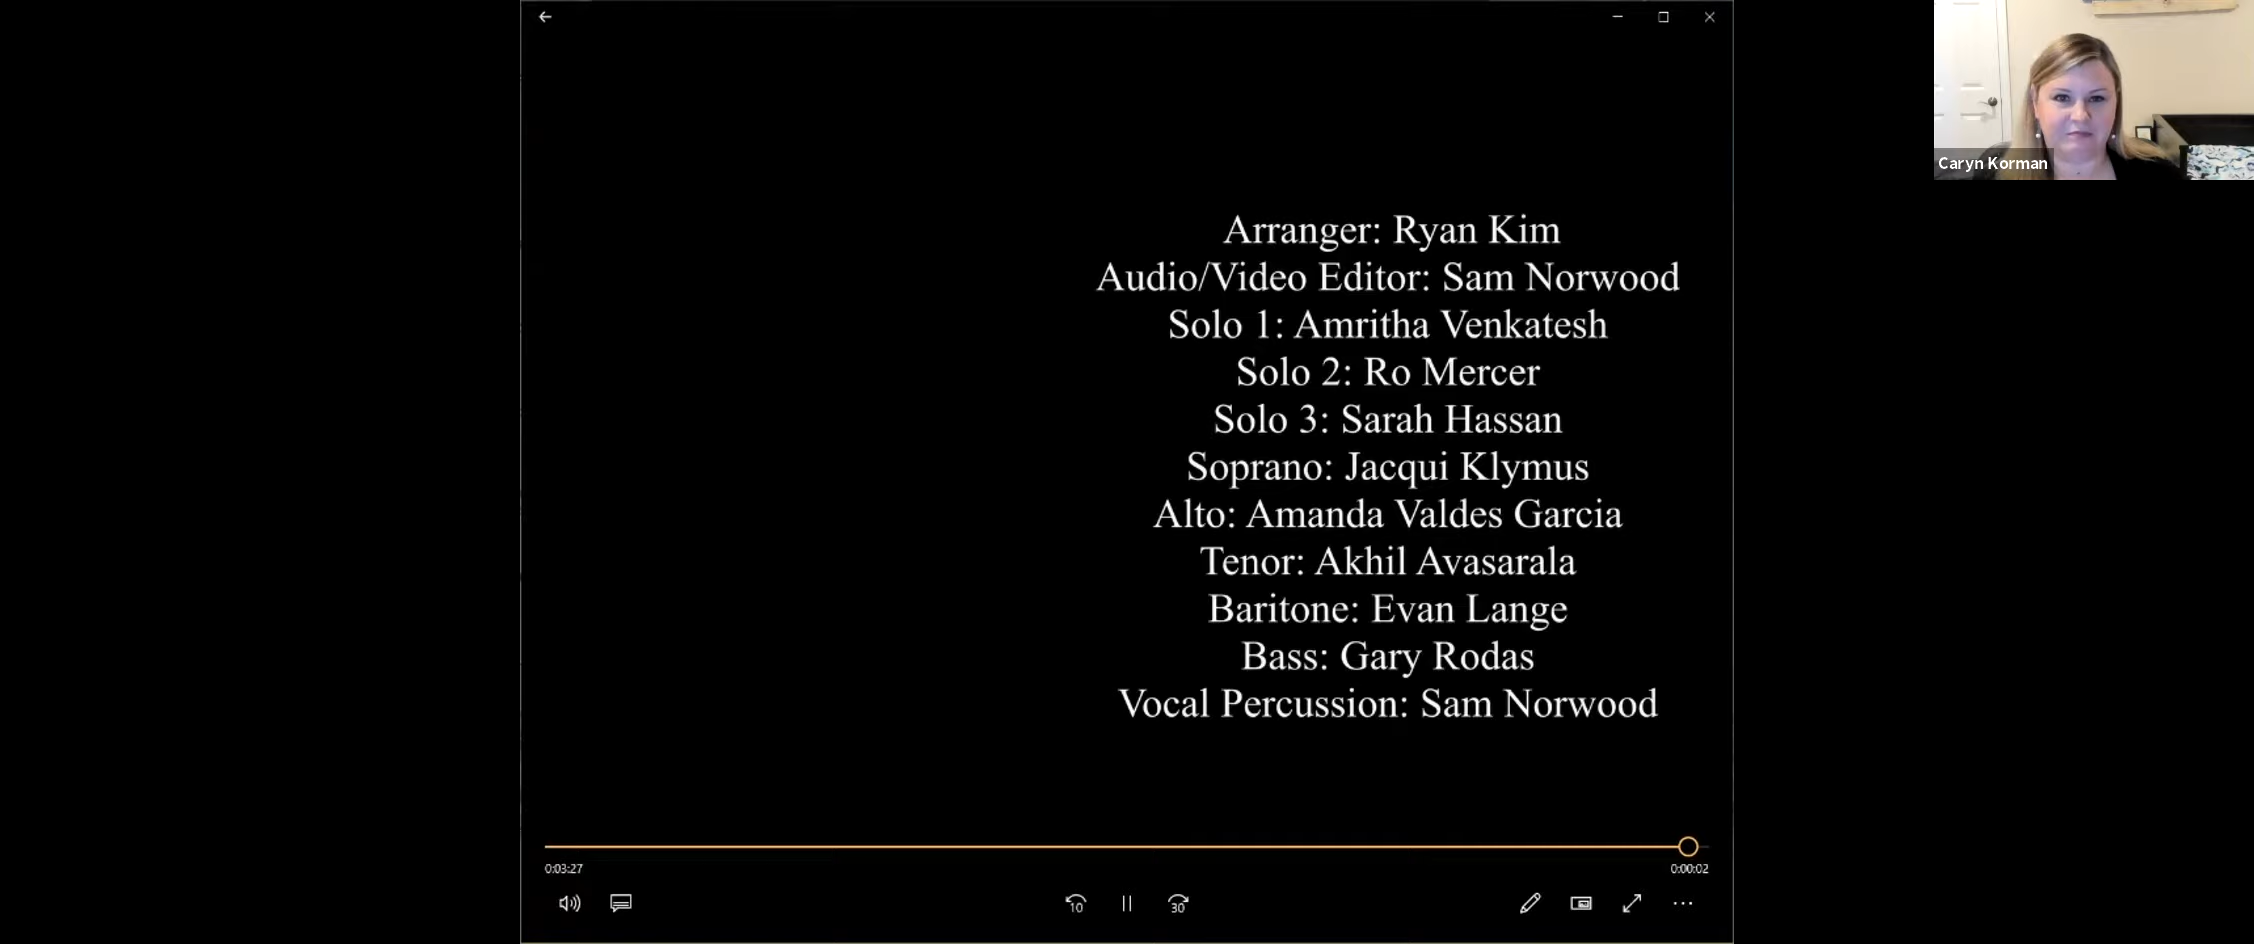 Caryn Korman
Arranger: Ryan Kim
Audio/Video Editor: Sam Norwood
Solo 1: Amritha Venkatesh
Solo 2: Ro Mercer
Solo 3: Sarah Hassan
Soprano: Jacqui Klymus
Alto: Amanda Valdes Garcia
Tenor: Akhil Avasarala
Baritone: Evan Lange
Bass: Gary Rodas
Vocal Percussion: Sam Norwood
0:03:27 0:00:02
10 30